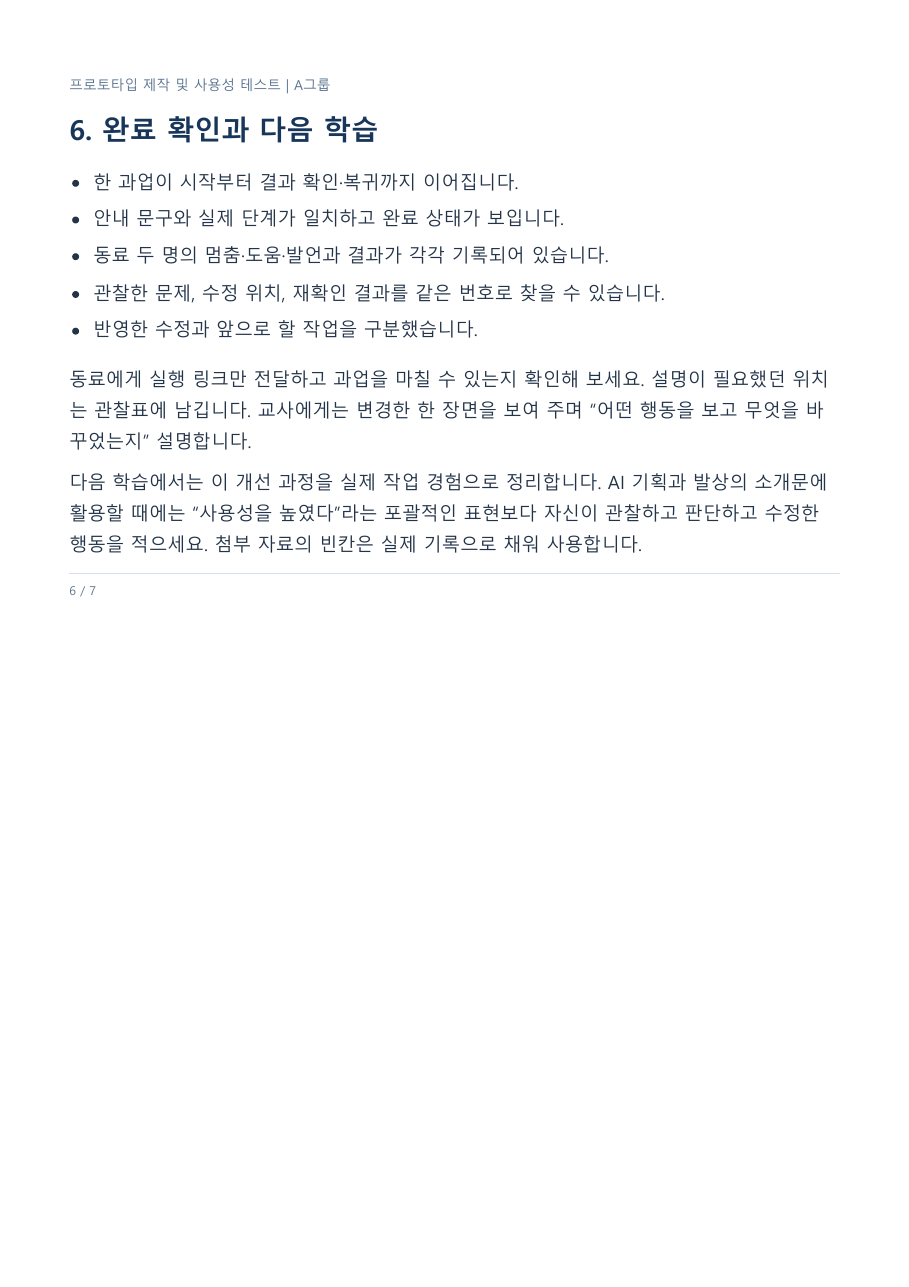 프로토타입 제작 및 사용성 테스트 | A그룹
6. 완료 확인과 다음 학습
● 한 과업이 시작부터 결과 확인·복귀까지 이어집니다.
● 안내 문구와 실제 단계가 일치하고 완료 상태가 보입니다.
● 동료 두 명의 멈춤·도움·발언과 결과가 각각 기록되어 있습니다.
● 관찰한 문제, 수정 위치, 재확인 결과를 같은 번호로 찾을 수 있습니다.
● 반영한 수정과 앞으로 할 작업을 구분했습니다.
동료에게 실행 링크만 전달하고 과업을 마칠 수 있는지 확인해 보세요. 설명이 필요했던 위치
는 관찰표에 남깁니다. 교사에게는 변경한 한 장면을 보여 주며 “어떤 행동을 보고 무엇을 바
꾸었는지” 설명합니다.
다음 학습에서는 이 개선 과정을 실제 작업 경험으로 정리합니다. AI 기획과 발상의 소개문에
활용할 때에는 “사용성을 높였다”라는 포괄적인 표현보다 자신이 관찰하고 판단하고 수정한
행동을 적으세요. 첨부 자료의 빈칸은 실제 기록으로 채워 사용합니다.
6 / 7